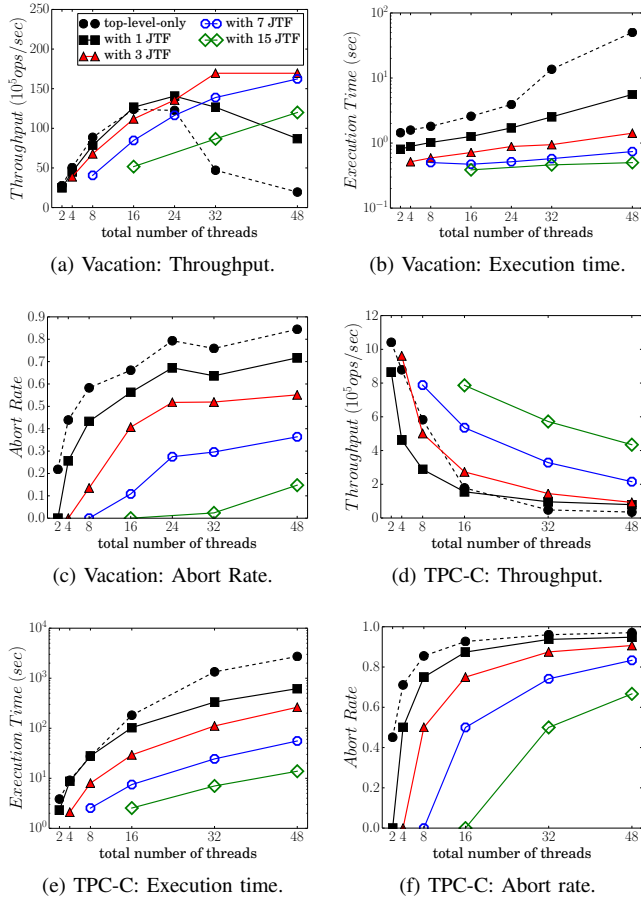 250
200
150
100
50
0
Throughput (10^5 ops/sec)
top-level-only
with 1 JTF
with 3 JTF
with 7 JTF
with 15 JTF
2 4 8 16 24 32 48
total number of threads
(a) Vacation: Throughput.
10^2
10^1
10^0
10^-1
Execution Time (sec)
2 4 8 16 24 32 48
total number of threads
(b) Vacation: Execution time.
0.9
0.8
0.7
0.6
0.5
0.4
0.3
0.2
0.1
0.0
Abort Rate
2 4 8 16 24 32 48
total number of threads
(c) Vacation: Abort Rate.
12
10
8
6
4
2
0
Throughput (10^5 ops/sec)
2 4 8 16 32 48
total number of threads
(d) TPC-C: Throughput.
10^4
10^3
10^2
10^1
10^0
Execution Time (sec)
2 4 8 16 32 48
total number of threads
(e) TPC-C: Execution time.
1.0
0.8
0.6
0.4
0.2
0.0
Abort Rate
2 4 8 16 32 48
total number of threads
(f) TPC-C: Abort rate.